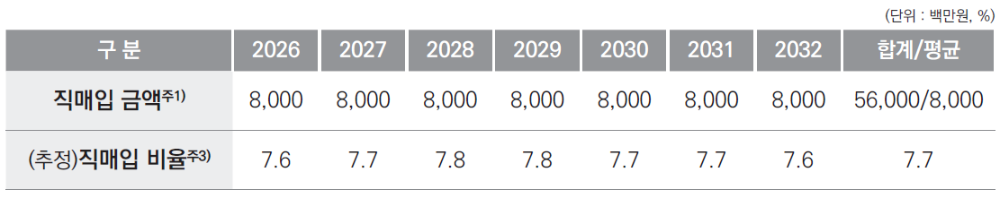 (단위 : 백만원, %)
구 분 2026 2027 2028 2029 2030 2031 2032 합계/평균
직매입 금액주1) 8,000 8,000 8,000 8,000 8,000 8,000 8,000 56,000/8,000
(추정)직매입 비율주3) 7.6 7.7 7.8 7.8 7.7 7.7 7.6 7.7